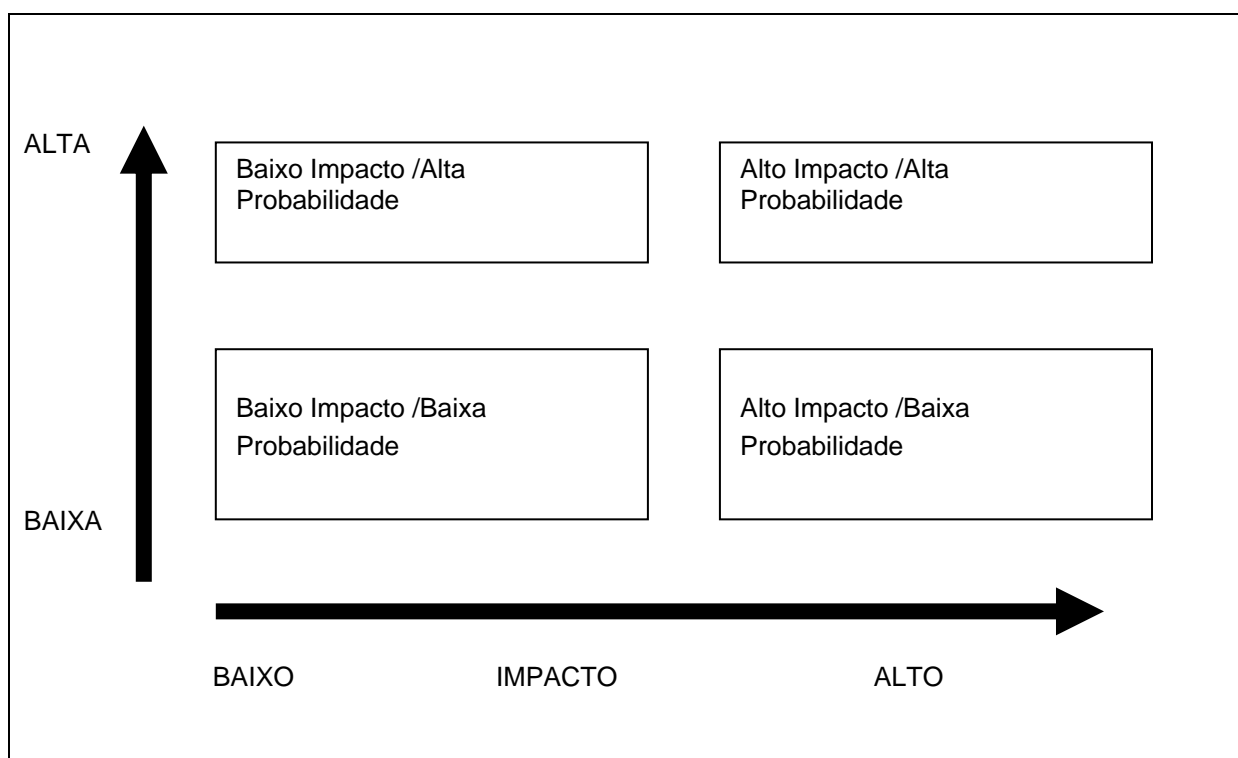 ALTA
Baixo Impacto /Alta
Probabilidade
Alto Impacto /Alta
Probabilidade
Baixo Impacto /Baixa
Probabilidade
Alto Impacto /Baixa
Probabilidade
BAIXA
BAIXO IMPACTO ALTO